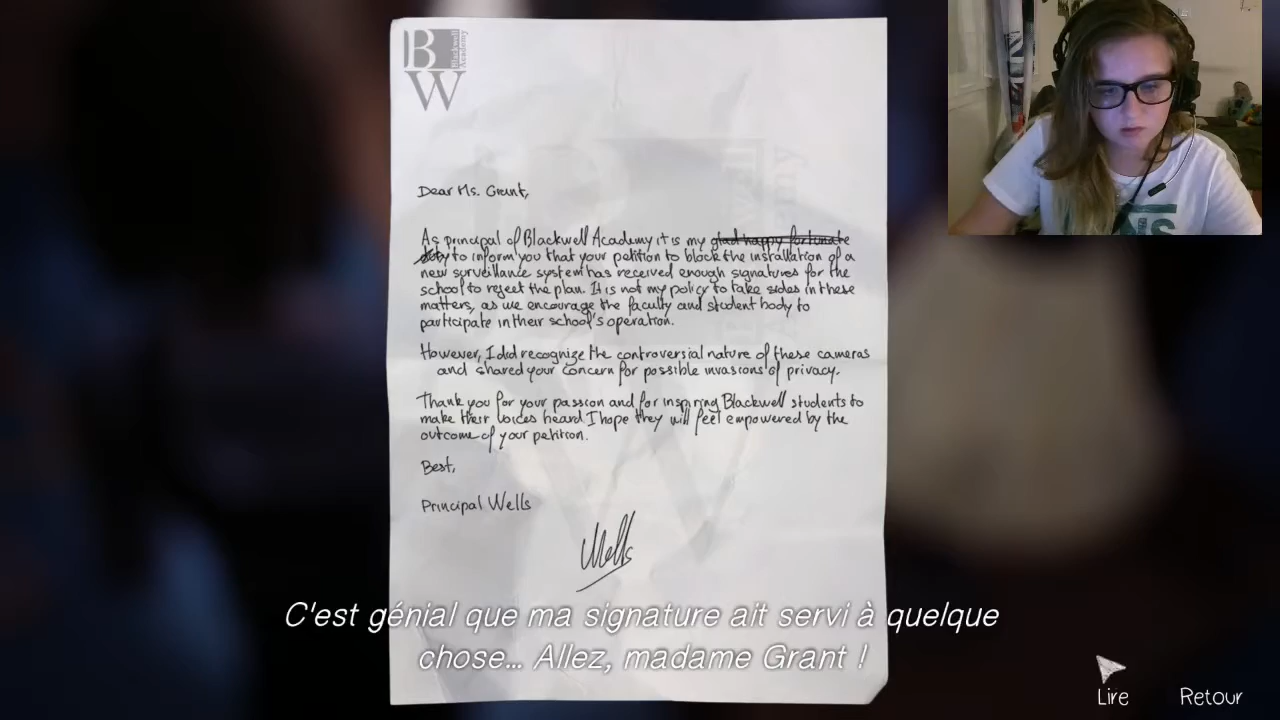 B
Blackwell
Academy
W
Dear Ms. Grant,
As principal of Blackwell Academy it is my glad happy fortunate
duty to inform you that your petition to block the installation of a
new surveillance system has received enough signatures for the
school to reject the plan. It is not my policy to take sides in these
matters, as we encourage the faculty and student body to
participate in their school's operation.
However, I did recognize the controversial nature of these cameras
and shared your concern for possible invasions of privacy.
Thank you for your passion and for inspiring Blackwell students to
make their voices heard I hope they will feel empowered by the
outcome of your petition.
Best,
Principal Wells
Wells
C'est génial que ma signature ait servi à quelque
chose... Allez, madame Grant !
Lire Retour